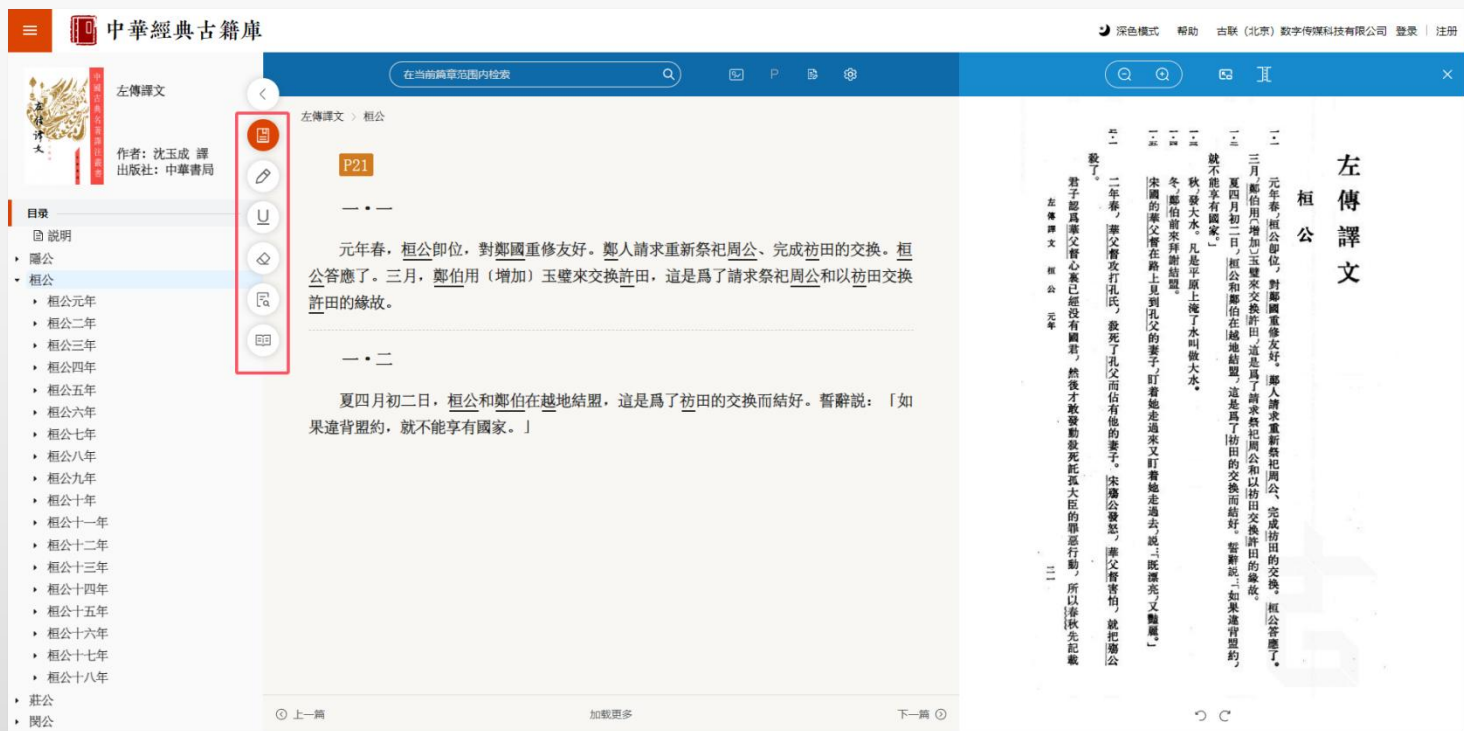 中華經典古籍庫
深色模式 帮助 古联（北京）数字传媒科技有限公司 登录 | 注册
中國古典名著譯注叢書
左传译文
左傳譯文
作者：沈玉成 譯
出版社：中華書局
目录
説明
隱公
桓公
桓公元年
桓公二年
桓公三年
桓公四年
桓公五年
桓公六年
桓公七年
桓公八年
桓公九年
桓公十年
桓公十一年
桓公十二年
桓公十三年
桓公十四年
桓公十五年
桓公十六年
桓公十七年
桓公十八年
莊公
閔公
在当前篇章范围内检索
P
左傳譯文 > 桓公
P21
一·一
元年春，桓公卽位，對鄭國重修友好。鄭人請求重新祭祀周公、完成祊田的交换。桓
公答應了。三月，鄭伯用（增加）玉璧來交換許田，這是爲了請求祭祀周公和以祊田交換
許田的緣故。
一·二
夏四月初二日，桓公和鄭伯在越地結盟，這是爲了祊田的交換而結好。誓辭説：「如
果違背盟約，就不能享有國家。」
上一篇 加载更多 下一篇
左傳譯文
桓公
一·一 元年春，桓公卽位，對鄭國重修友好。鄭人請求重新祭祀周公、完成祊田的交換。桓公答應了。
三月，鄭伯用〔增加〕玉璧來交換許田，這是爲了請求祭祀周公和以祊田交換許田的緣故。
一·二 夏四月初二日，桓公和鄭伯在越地結盟，這是爲了祊田的交換而結好。誓辭説：「如果違背盟約，
就不能享有國家。」
一·三 秋，發大水。凡是平原上淹了水叫做大水。
一·四 冬，鄭伯前來拜謝結盟。
一·五 宋國的華父督在路上見到孔父的妻子，盯着她走過來又盯着她走過去，説：「既漂亮，又豔麗。」
二·一 二年春，華父督攻打孔氏，殺死了孔父而佔有他的妻子。宋殤公發怒，華父督害怕，就把殤公
殺了。
君子認爲華父督心裏已經没有國君，然後才敢發動殺死託孤大臣的罪惡行動，所以春秋先記載
左傳譯文 桓公 元年 二一